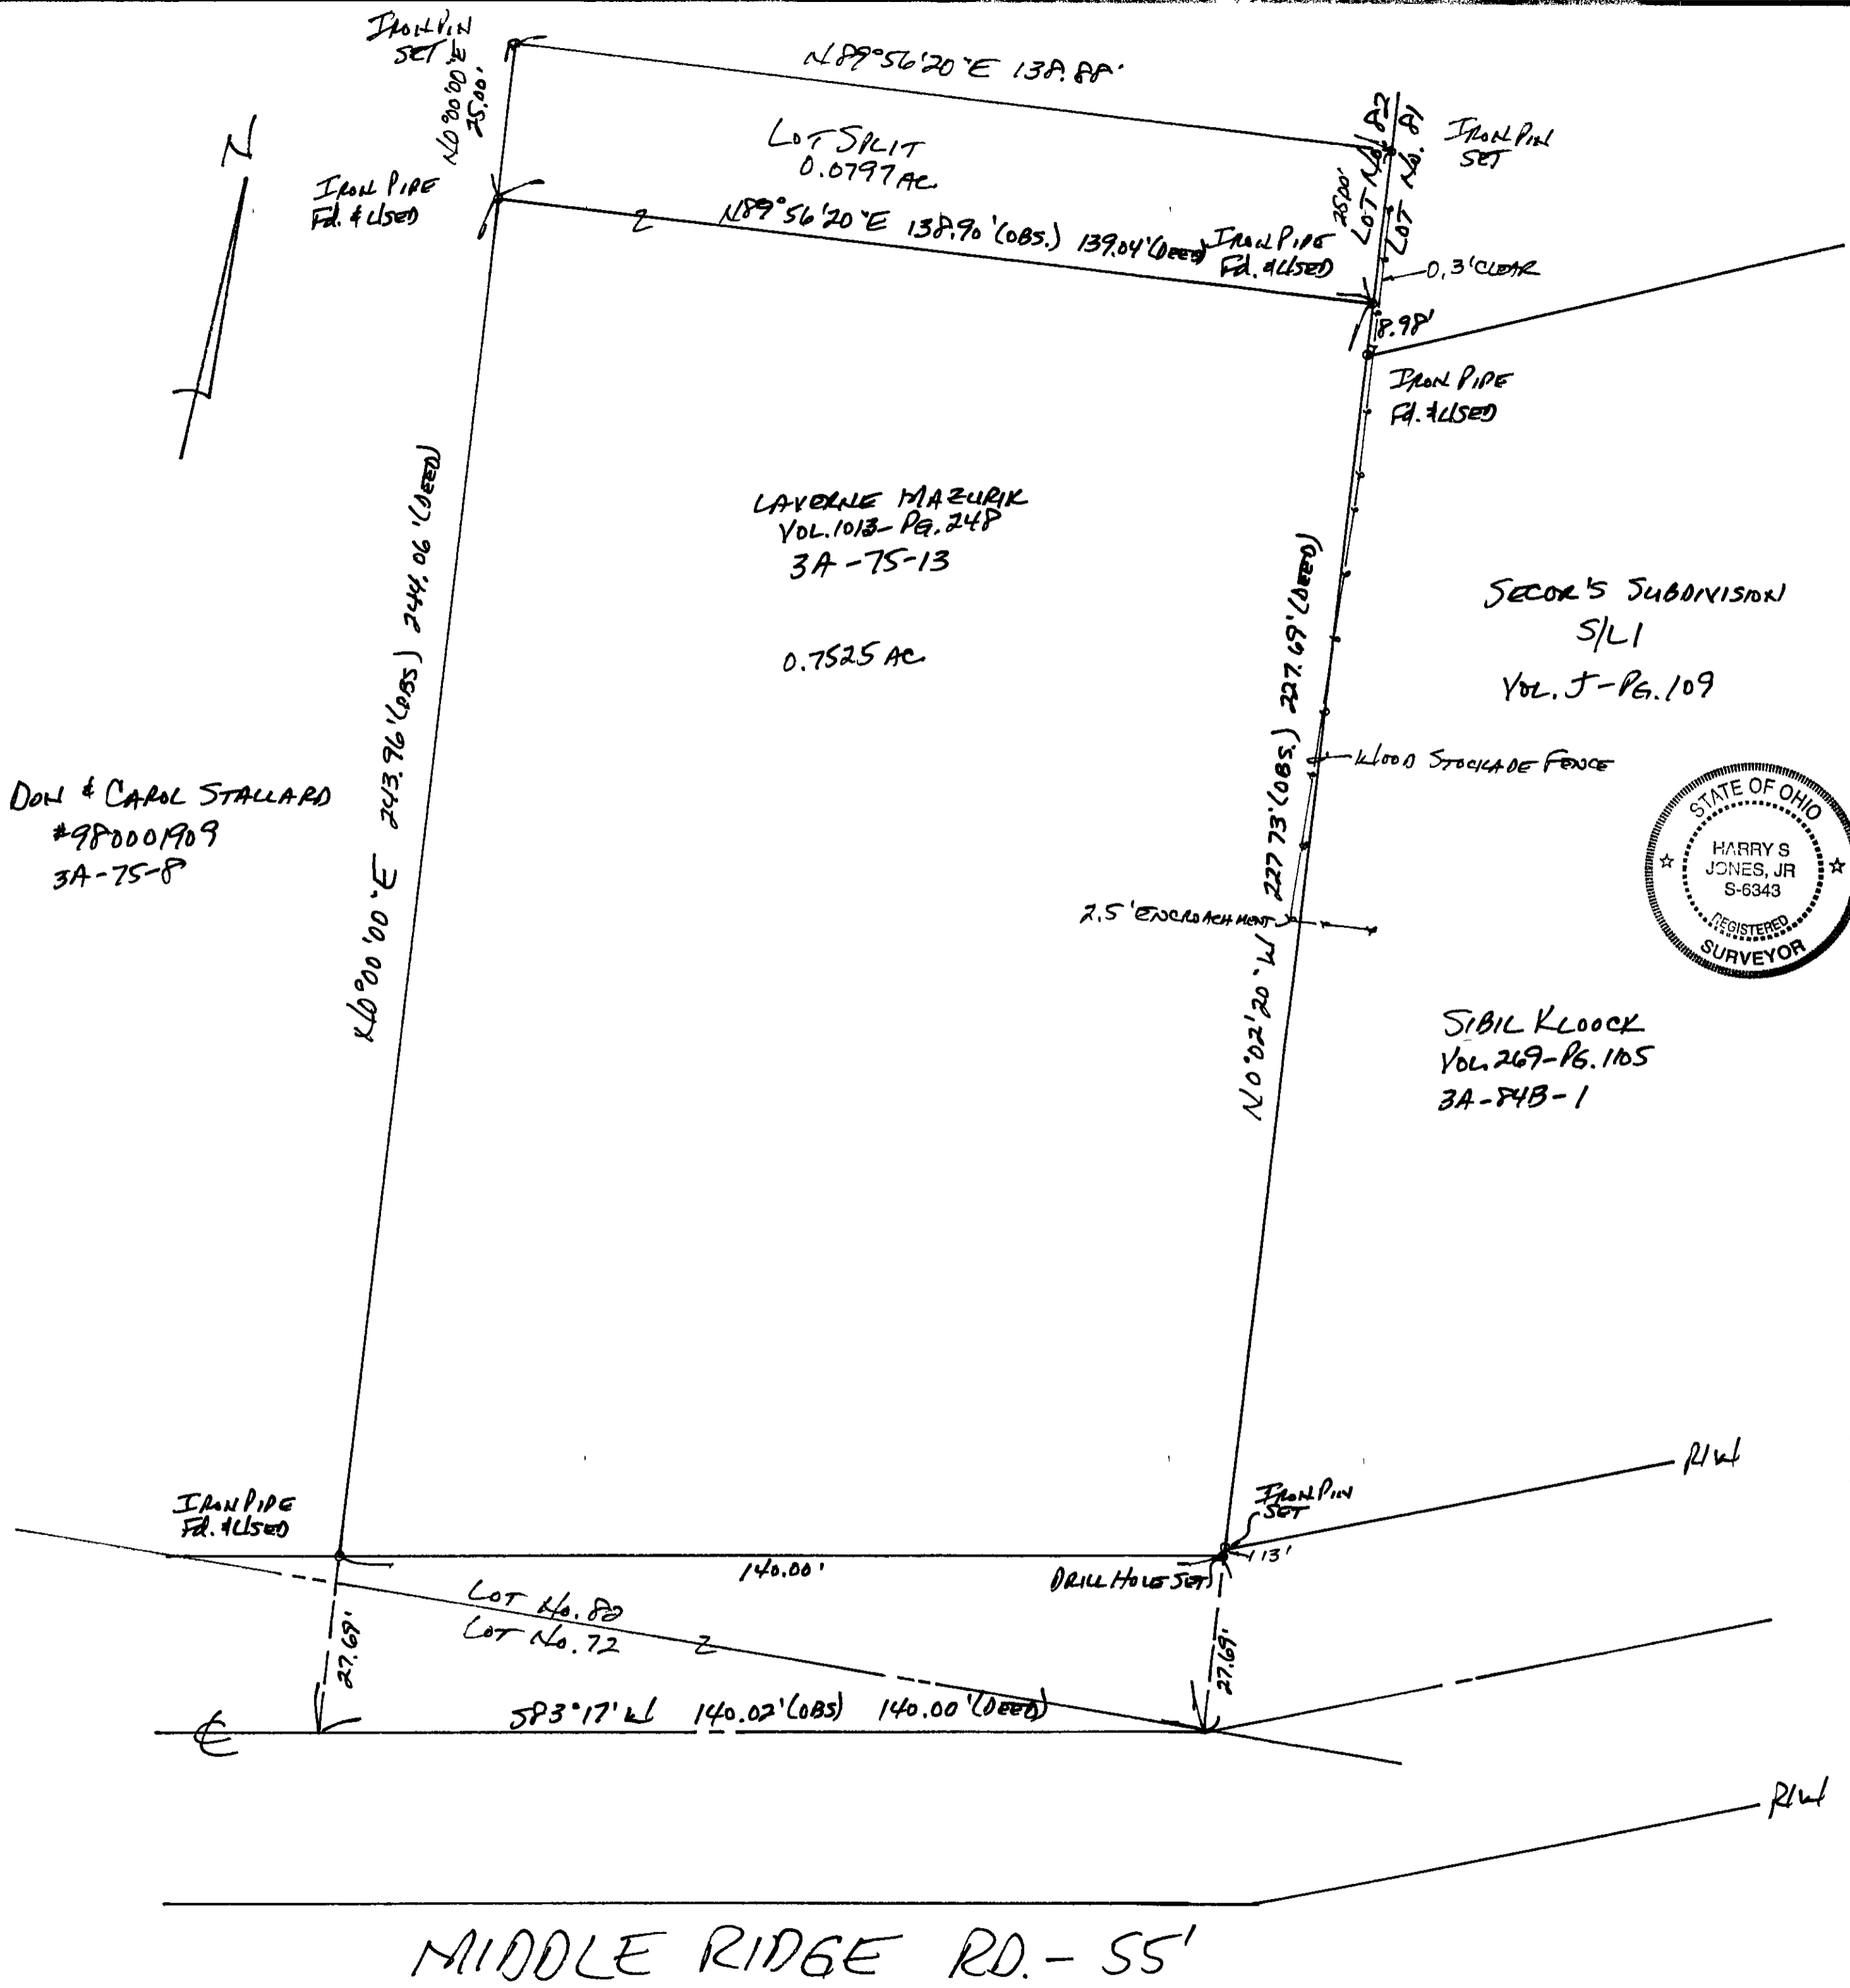 IRON PIN
SET
N0°00'00"E
25.00'
N89°56'20"E 138.88'
N
LOT SPLIT
0.0797 AC.
LOT No. 82
LOT No. 81
IRON PIN
SET
IRON PIPE
Fd. & USED
25.00'
N89°56'20"E 138.90'(OBS.) 139.04'(DEED)
IRON PIPE
Fd. & USED
0.3' CLEAR
8.98'
IRON PIPE
Fd. & USED
N0°00'00"E 243.96'(OBS) 244.06'(DEED)
LAVERNE MAZURIK
VOL. 1013-PG. 248
3A-75-13
0.7525 AC.
N0°02'20"W 227.73'(OBS.) 227.69'(DEED)
SECOR'S SUBDIVISION
S/L 1
VOL. J-PG. 109
WOOD STOCKADE FENCE
DON & CAROL STALLARD
#980001909
3A-75-8
STATE OF OHIO
HARRY S
JONES, JR
S-6343
REGISTERED
SURVEYOR
2.5' ENCROACHMENT
SIBIL KLOOCK
VOL. 269-PG. 1105
3A-84B-1
R/W
IRON PIPE
Fd. & USED
IRON PIN
SET
140.00'
DRILL HOLE SET
1.13'
LOT No. 82
LOT No. 72
27.69'
27.69'
S83°17'W 140.02'(OBS) 140.00'(DEED)
℄
R/W
MIDDLE RIDGE RD. - 55'